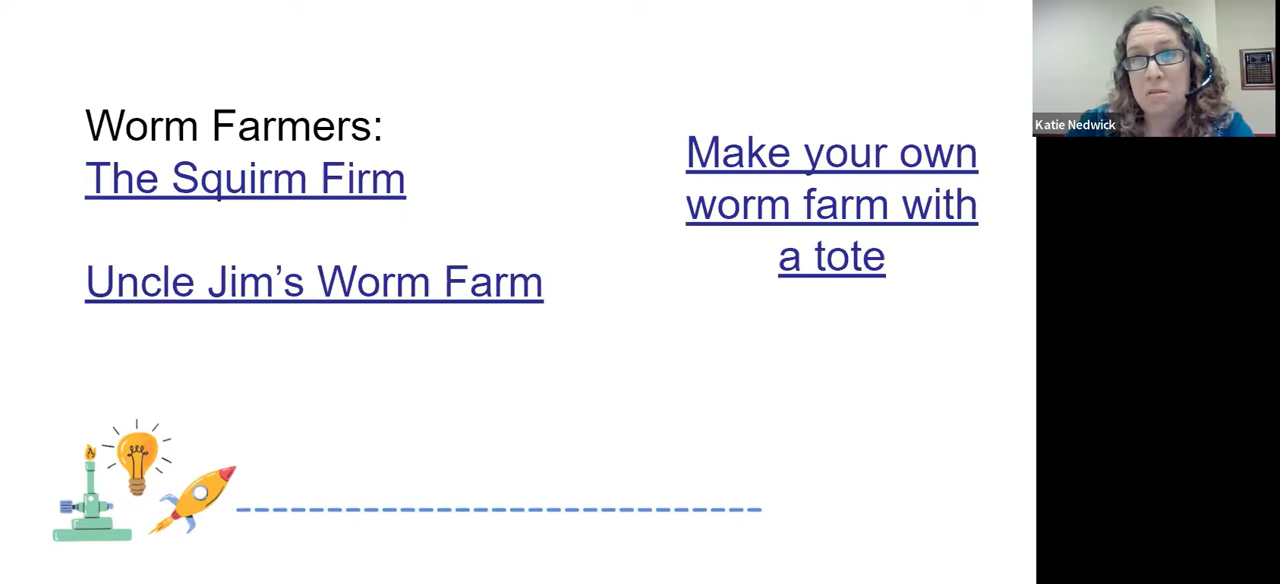 Worm Farmers:
The Squirm Firm
Uncle Jim’s Worm Farm
Make your own
worm farm with
a tote
Katie Nedwick